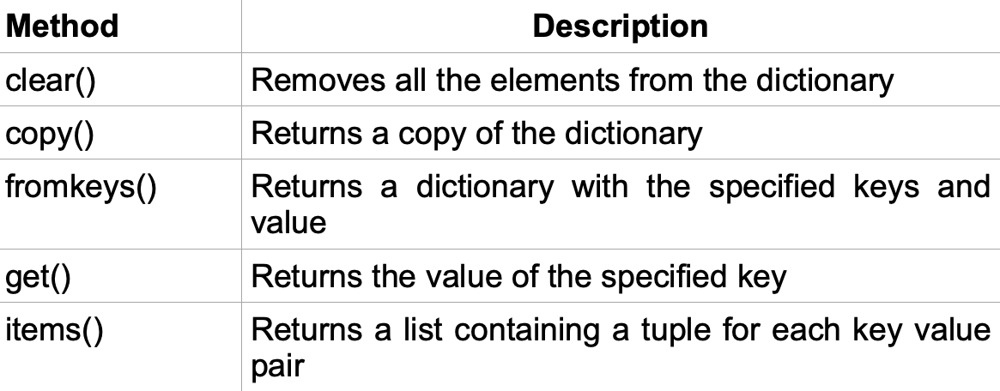 Method Description
clear() Removes all the elements from the dictionary
copy() Returns a copy of the dictionary
fromkeys() Returns a dictionary with the specified keys and
value
get() Returns the value of the specified key
items() Returns a list containing a tuple for each key value
pair